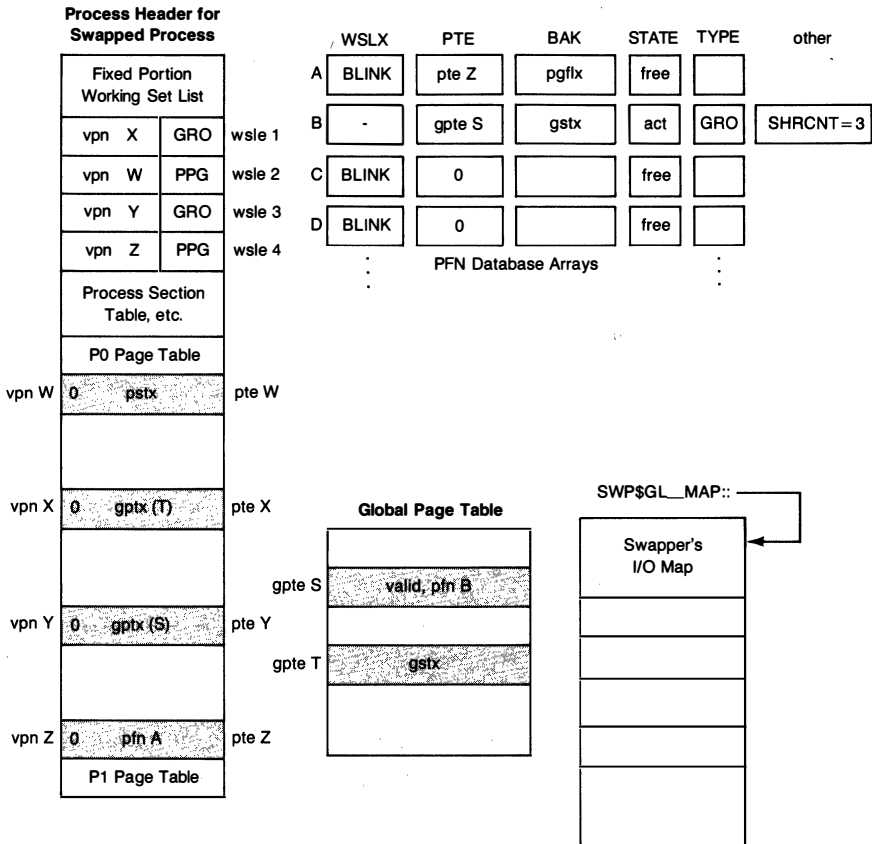 Process Header for
Swapped Process
Fixed Portion
Working Set List
vpn X GRO wsle 1
vpn W PPG wsle 2
vpn Y GRO wsle 3
vpn Z PPG wsle 4
Process Section
Table, etc.
P0 Page Table
vpn W 0 pstx pte W
vpn X 0 gptx (T) pte X
vpn Y 0 gptx (S) pte Y
vpn Z 0 pfn A pte Z
P1 Page Table
WSLX PTE BAK STATE TYPE other
A BLINK pte Z pgflx free
B - gpte S gstx act GRO SHRCNT=3
C BLINK 0 free
D BLINK 0 free
PFN Database Arrays
Global Page Table
gpte S valid, pfn B
gpte T gstx
SWP$GL__MAP::
Swapper's
I/O Map